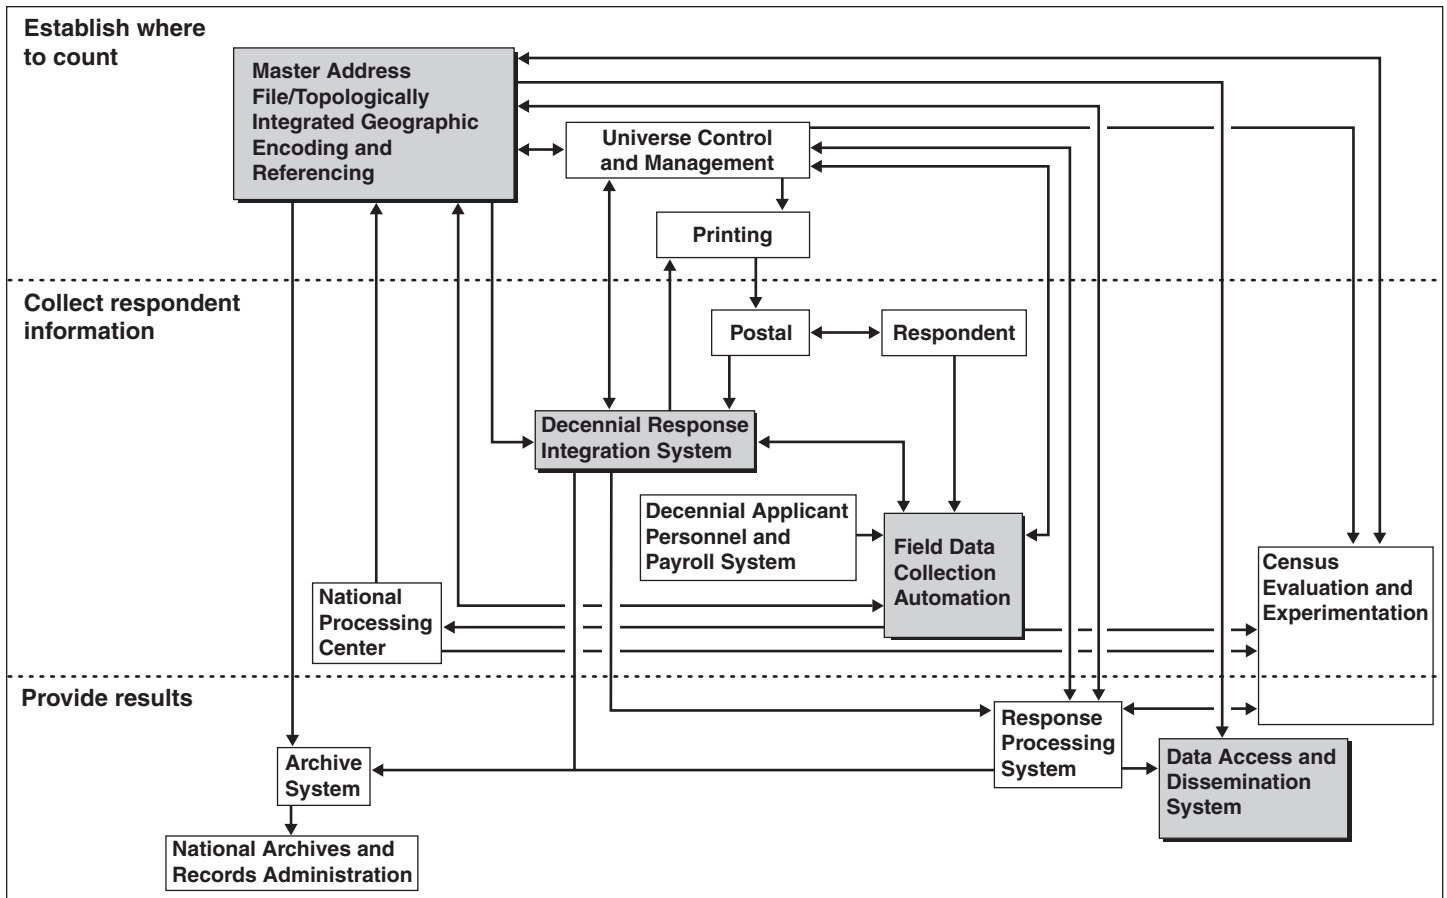 Establish where
to count
Master Address
File/Topologically
Integrated Geographic
Encoding and
Referencing
Universe Control
and Management
Printing
Collect respondent
information
Postal
Respondent
Decennial Response
Integration System
Decennial Applicant
Personnel and
Payroll System
Field Data
Collection
Automation
Census
Evaluation and
Experimentation
National
Processing
Center
Provide results
Response
Processing
System
Data Access and
Dissemination
System
Archive
System
National Archives and
Records Administration